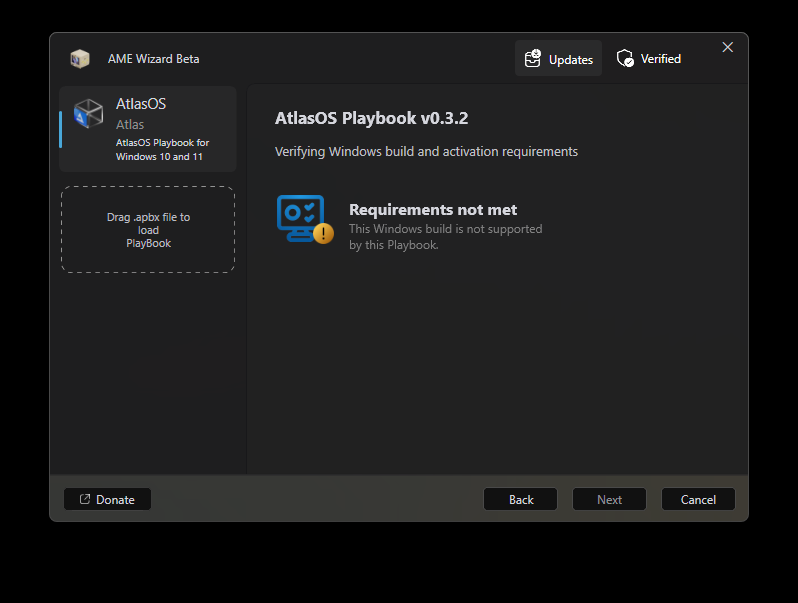 AME Wizard Beta
Updates
Verified
AtlasOS
Atlas
AtlasOS Playbook for
Windows 10 and 11
Drag .apbx file to
load
PlayBook
AtlasOS Playbook v0.3.2
Verifying Windows build and activation requirements
Requirements not met
This Windows build is not supported
by this Playbook.
Donate
Back
Next
Cancel